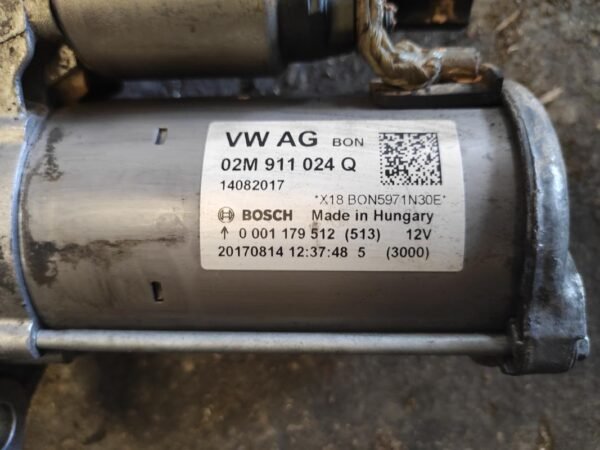 VW AG BON
02M 911 024 Q
14082017
*X18 BON5971N30E*
BOSCH Made in Hungary
↑ 0 001 179 512 (513) 12V
20170814 12:37:48 5 (3000)